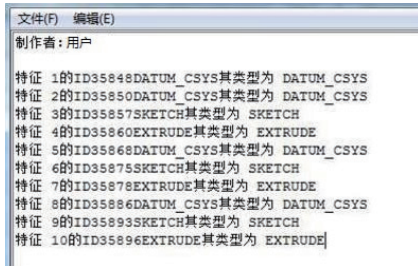 文件(F) 编辑(E)
制作者:用户
特征 1的ID35848DATUM_CSYS其类型为 DATUM_CSYS
特征 2的ID35850DATUM_CSYS其类型为 DATUM_CSYS
特征 3的ID35857SKETCH其类型为 SKETCH
特征 4的ID35860EXTRUDE其类型为 EXTRUDE
特征 5的ID35868DATUM_CSYS其类型为 DATUM_CSYS
特征 6的ID35875SKETCH其类型为 SKETCH
特征 7的ID35878EXTRUDE其类型为 EXTRUDE
特征 8的ID35886DATUM_CSYS其类型为 DATUM_CSYS
特征 9的ID35893SKETCH其类型为 SKETCH
特征 10的ID35896EXTRUDE其类型为 EXTRUDE